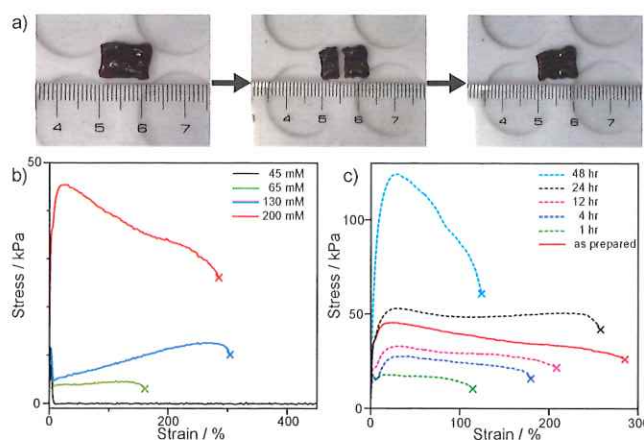 a)
4 5 6 7
4 5 6 7
4 5 6 7
b)
50
Stress / kPa
0
45 mM
65 mM
130 mM
200 mM
0 200 400
Strain / %
c)
100
50
0
Stress / kPa
48 hr
24 hr
12 hr
4 hr
1 hr
as prepared
0 100 200 300
Strain / %